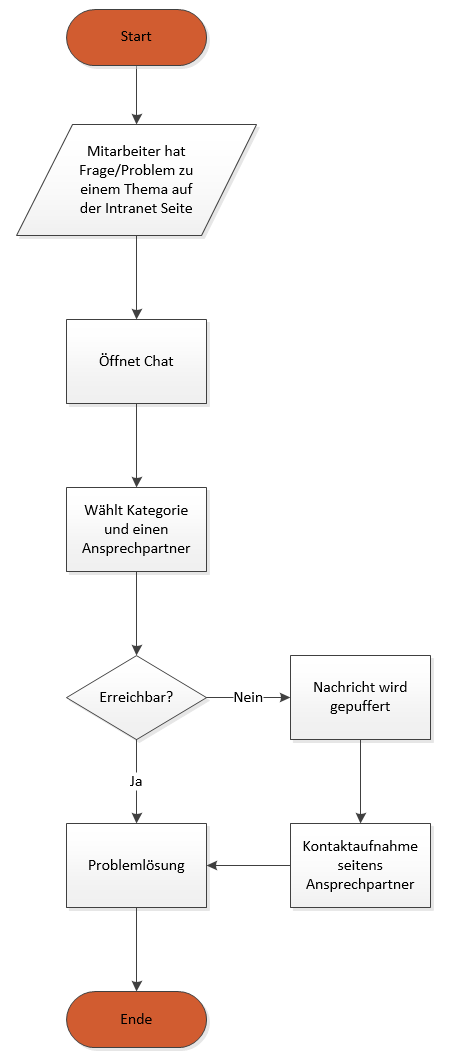 Start
Mitarbeiter hat
Frage/Problem zu
einem Thema auf
der Intranet Seite
Öffnet Chat
Wählt Kategorie
und einen
Ansprechpartner
Erreichbar?
Nein
Nachricht wird
gepuffert
Ja
Problemlösung
Kontaktaufnahme
seitens
Ansprechpartner
Ende